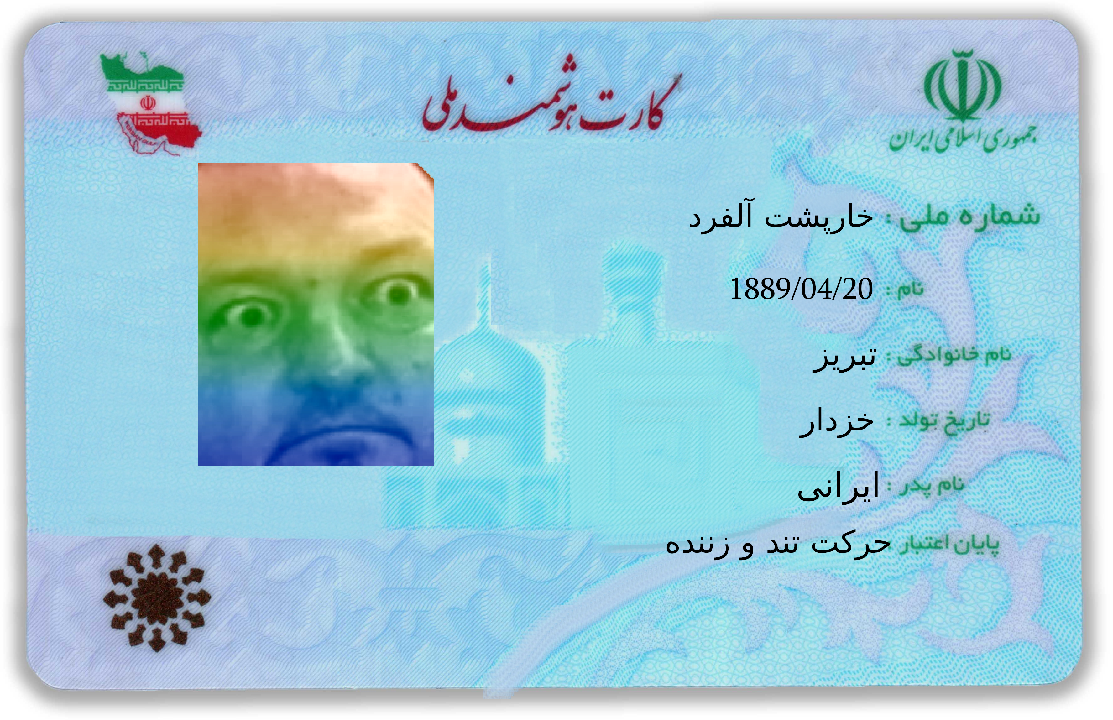 کارت هوشمند ملی
جمهوری اسلامی ایران
شماره ملی : خارپشت آلفرد
نام : 1889/04/20
نام خانوادگی : تبریز
تاریخ تولد : خزدار
نام پدر : ایرانی
پایان اعتبار حرکت تند و زننده